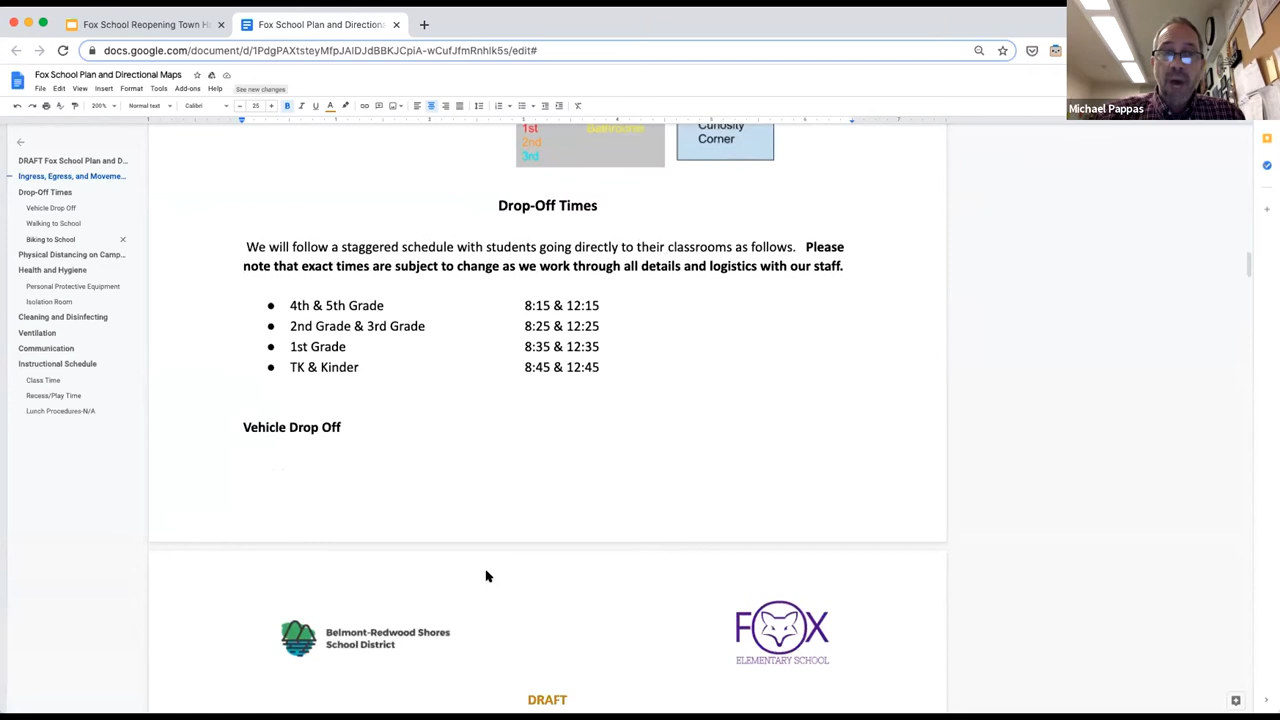 Fox School Reopening Town H
Fox School Plan and Directiona
docs.google.com/document/d/1PdgPAXtsteyMfpJAIDJdBBKJCpiA-wCufJfmRnhlk5s/edit#
Michael Pappas
Fox School Plan and Directional Maps
File Edit View Insert Format Tools Add-ons Help See new changes
200% Normal text Calibri 25
DRAFT Fox School Plan and D...
Ingress, Egress, and Moveme...
Drop-Off Times
Vehicle Drop Off
Walking to School
Biking to School
Physical Distancing on Camp...
Health and Hygiene
Personal Protective Equipment
Isolation Room
Cleaning and Disinfecting
Ventilation
Communication
Instructional Schedule
Class Time
Recess/Play Time
Lunch Procedures-N/A
1st
2nd
3rd
Curiosity
Corner
Drop-Off Times
We will follow a staggered schedule with students going directly to their classrooms as follows. Please
note that exact times are subject to change as we work through all details and logistics with our staff.
● 4th & 5th Grade 8:15 & 12:15
● 2nd Grade & 3rd Grade 8:25 & 12:25
● 1st Grade 8:35 & 12:35
● TK & Kinder 8:45 & 12:45
Vehicle Drop Off
Belmont-Redwood Shores
School District
FOX
ELEMENTARY SCHOOL
DRAFT